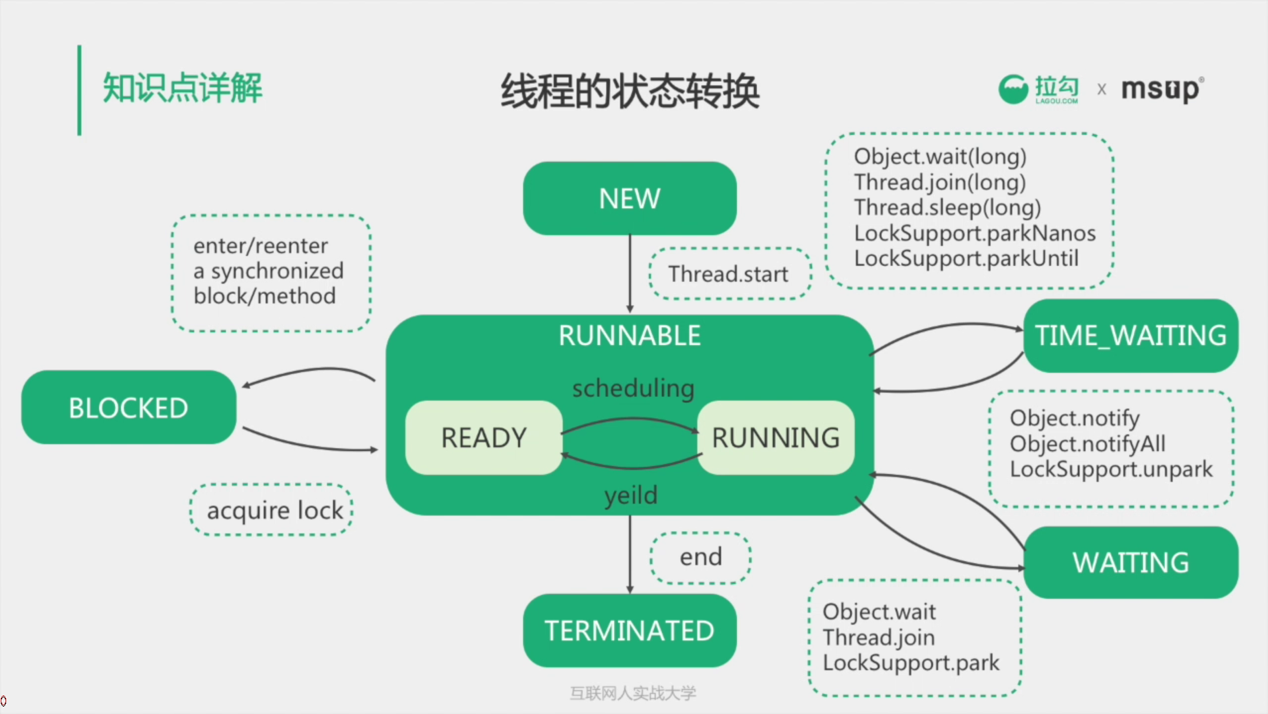 知识点详解
线程的状态转换
拉勾
LAGOU.COM
x
msup®
NEW
Object.wait(long)
Thread.join(long)
Thread.sleep(long)
LockSupport.parkNanos
LockSupport.parkUntil
enter/reenter
a synchronized
block/method
Thread.start
RUNNABLE
TIME_WAITING
scheduling
BLOCKED
READY
RUNNING
Object.notify
Object.notifyAll
LockSupport.unpark
yeild
acquire lock
end
WAITING
TERMINATED
Object.wait
Thread.join
LockSupport.park
互联网人实战大学
0